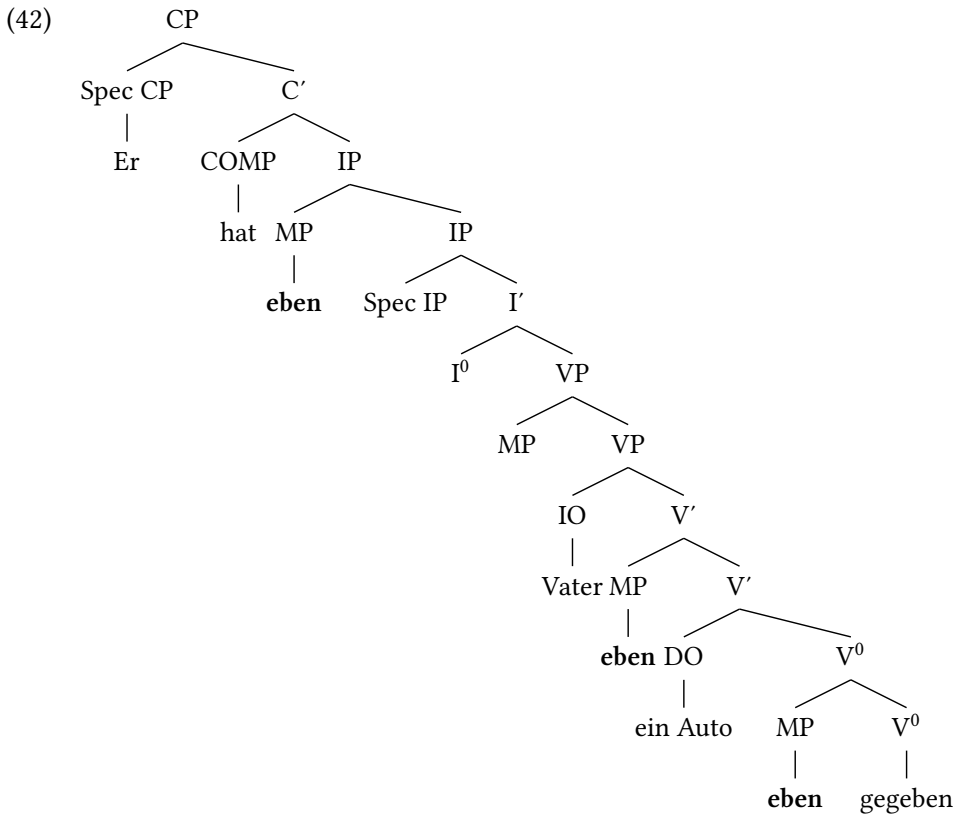 (42) CP
Spec CP C′
Er COMP IP
hat MP IP
eben Spec IP I′
I⁰ VP
MP VP
IO V′
Vater MP V′
eben DO V⁰
ein Auto MP V⁰
eben gegeben